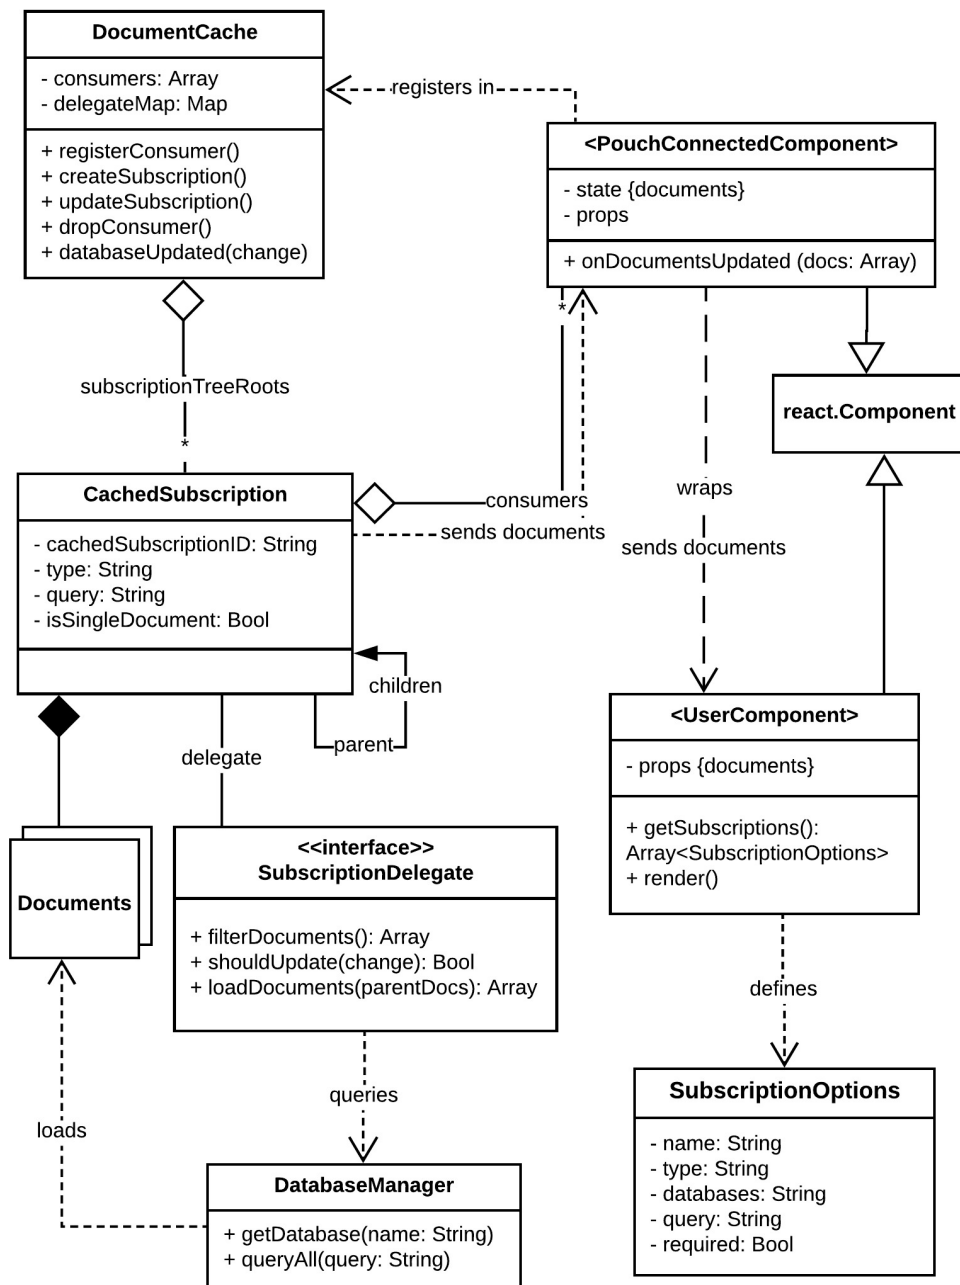 DocumentCache
- consumers: Array
- delegateMap: Map
+ registerConsumer()
+ createSubscription()
+ updateSubscription()
+ dropConsumer()
+ databaseUpdated(change)
registers in
<PouchConnectedComponent>
- state {documents}
- props
+ onDocumentsUpdated (docs: Array)
*
subscriptionTreeRoots
*
react.Component
CachedSubscription
- cachedSubscriptionID: String
- type: String
- query: String
- isSingleDocument: Bool
consumers
sends documents
wraps
sends documents
children
parent
delegate
<UserComponent>
- props {documents}
+ getSubscriptions():
Array<SubscriptionOptions>
+ render()
Documents
<<interface>>
SubscriptionDelegate
+ filterDocuments(): Array
+ shouldUpdate(change): Bool
+ loadDocuments(parentDocs): Array
defines
queries
loads
SubscriptionOptions
- name: String
- type: String
- databases: String
- query: String
- required: Bool
DatabaseManager
+ getDatabase(name: String)
+ queryAll(query: String)